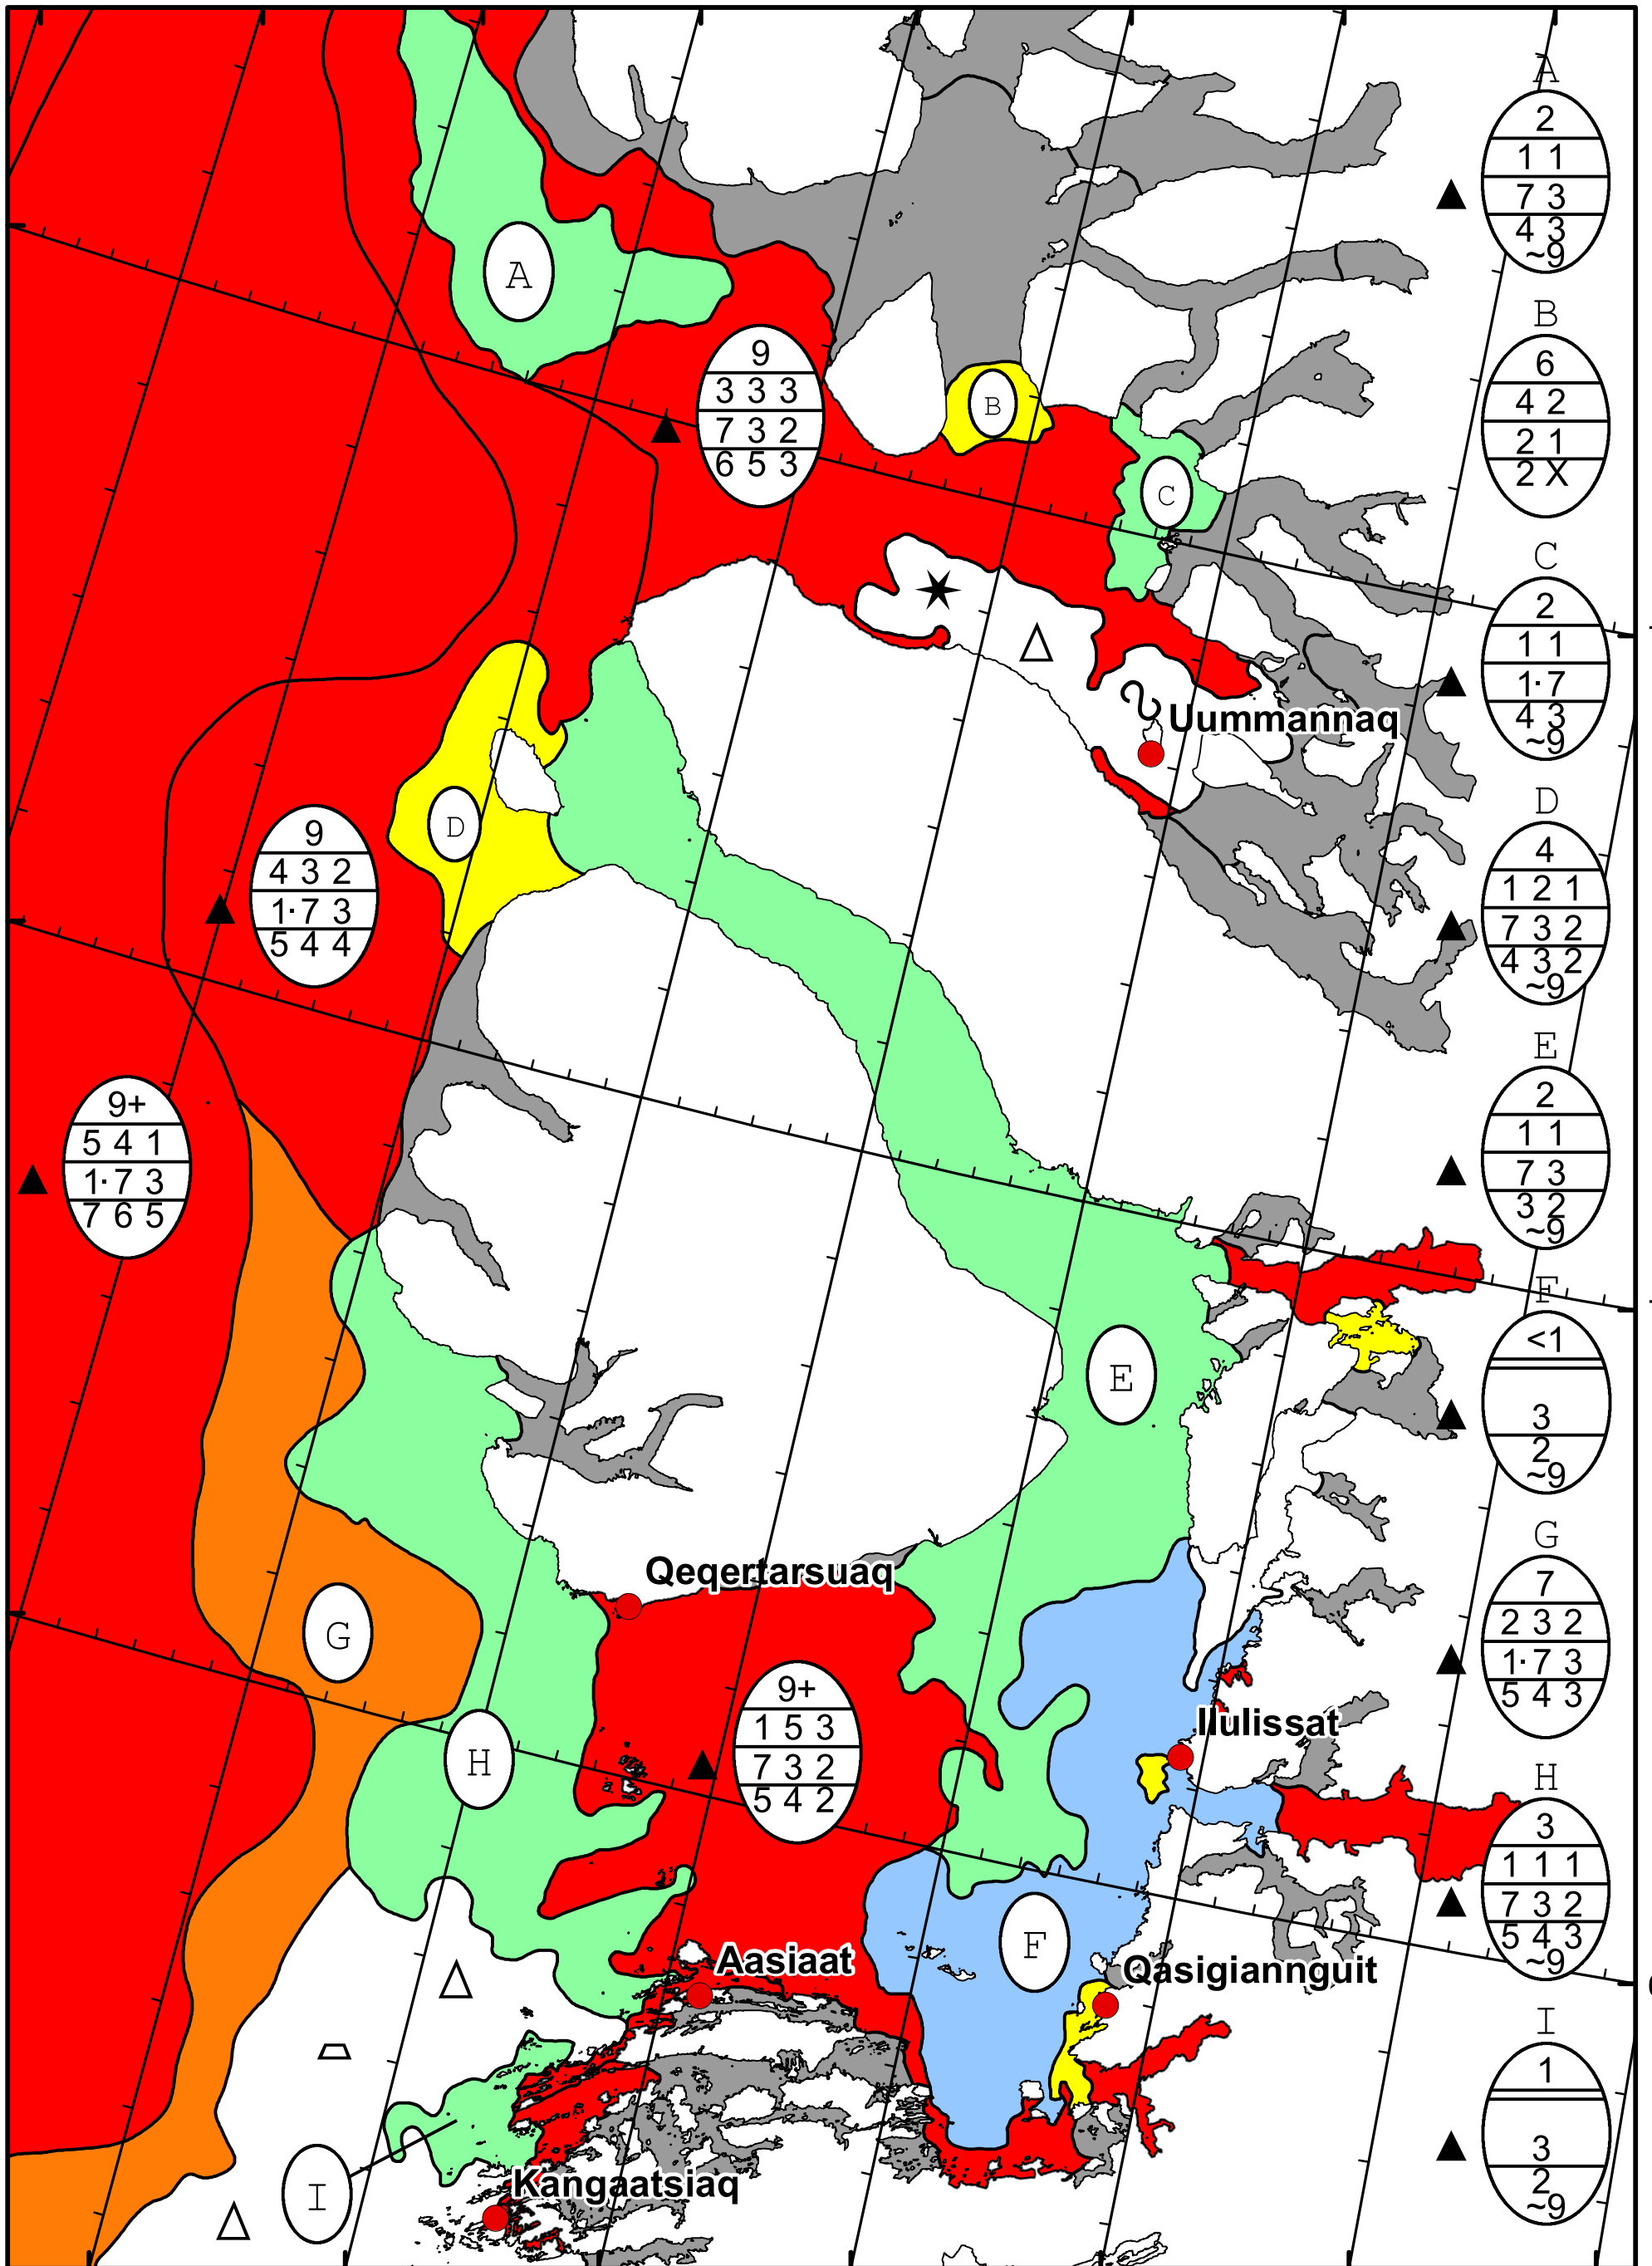 A
2
1 1
7 3
4 3
~9
B
6
4 2
2 1
2 X
C
2
1 1
1· 7
4 3
~9
D
4
1 2 1
7 3 2
4 3 2
~9
E
2
1 1
7 3
3 2
~9
F
<1
3
2
~9
G
7
2 3 2
1· 7 3
5 4 3
H
3
1 1 1
7 3 2
5 4 3
~9
I
1
3
2
~9
A
9
3 3 3
7 3 2
6 5 3
B
C
Uummannaq
D
9
4 3 2
1· 7 3
5 4 4
9+
5 4 1
1· 7 3
7 6 5
E
Qeqertarsuaq
G
H
9+
1 5 3
7 3 2
5 4 2
Ilulissat
F
Aasiaat
Qasigiannguit
I
Kangaatsiaq